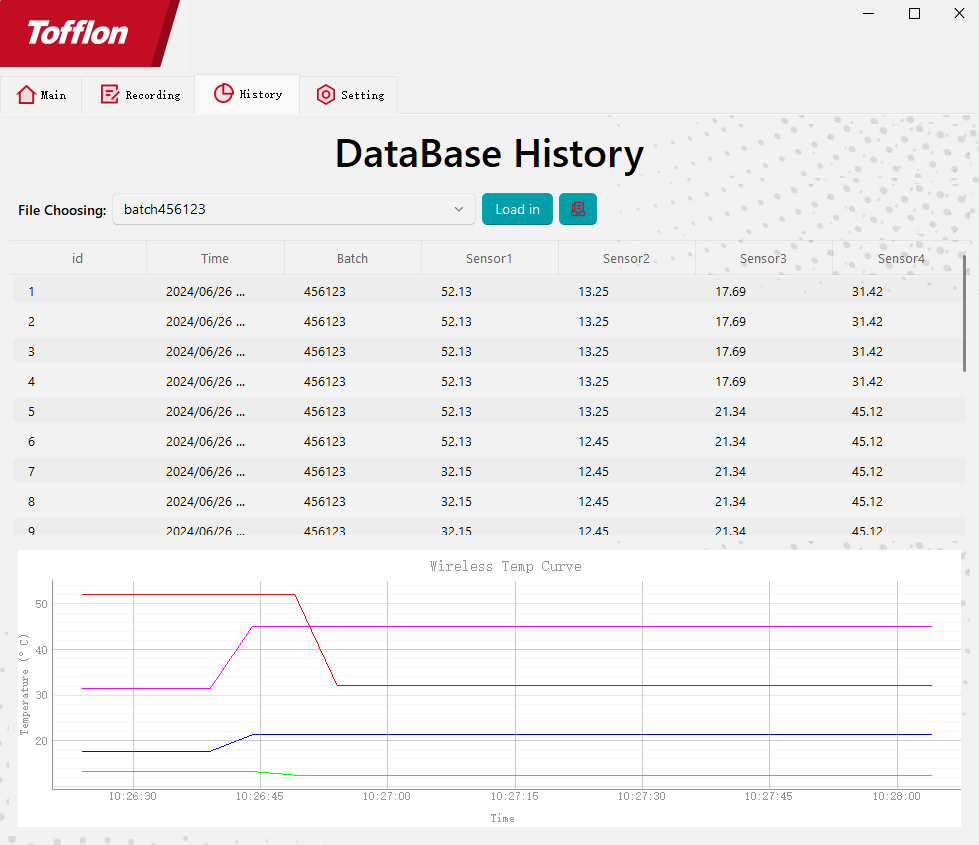 Tofflon
Main Recording History Setting
DataBase History
File Choosing: batch456123 Load in
id Time Batch Sensor1 Sensor2 Sensor3 Sensor4
1 2024/06/26 ... 456123 52.13 13.25 17.69 31.42
2 2024/06/26 ... 456123 52.13 13.25 17.69 31.42
3 2024/06/26 ... 456123 52.13 13.25 17.69 31.42
4 2024/06/26 ... 456123 52.13 13.25 17.69 31.42
5 2024/06/26 ... 456123 52.13 13.25 21.34 45.12
6 2024/06/26 ... 456123 52.13 12.45 21.34 45.12
7 2024/06/26 ... 456123 32.15 12.45 21.34 45.12
8 2024/06/26 ... 456123 32.15 12.45 21.34 45.12
9 2024/06/26 ... 456123 32.15 12.45 21.34 45.12
Wireless Temp Curve
Temperature (° C)
50
40
30
20
10:26:30 10:26:45 10:27:00 10:27:15 10:27:30 10:27:45 10:28:00
Time